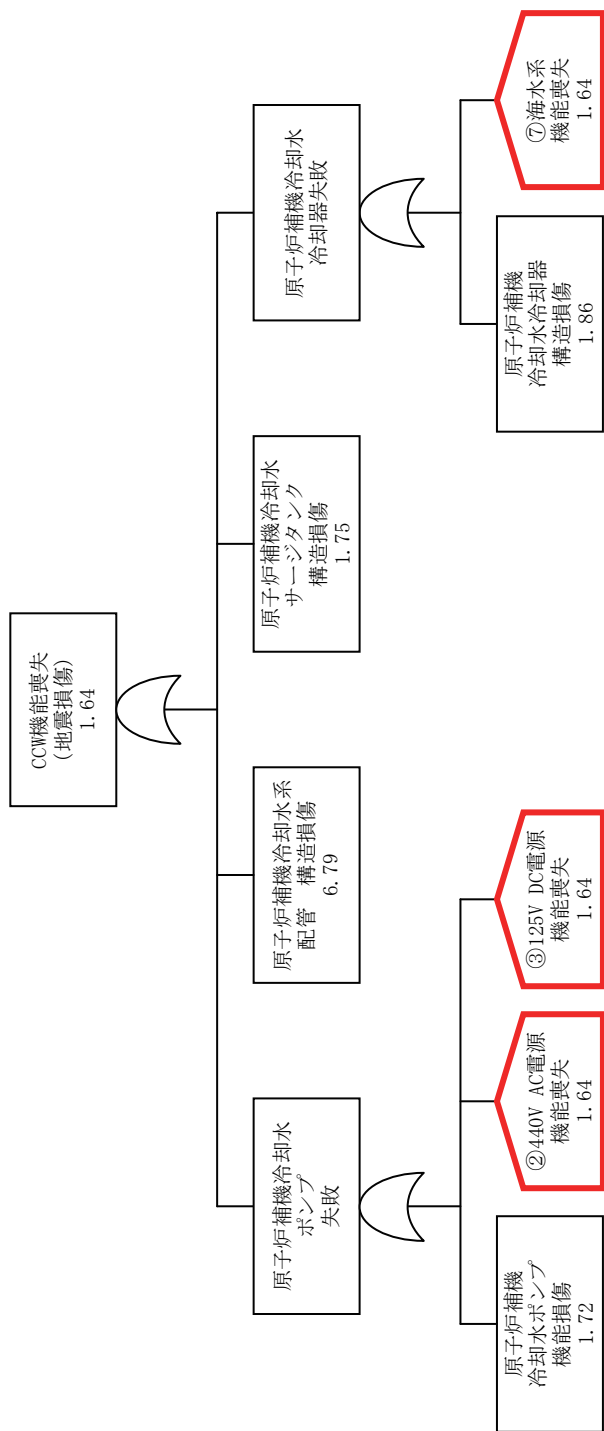 CCW機能喪失
(地震損傷)
1.64
原子炉補機冷却水
ポンプ
失敗
原子炉補機冷却水系
配管　構造損傷
6.79
原子炉補機冷却水
サージタンク
構造損傷
1.75
原子炉補機冷却水
冷却器失敗
原子炉補機
冷却水ポンプ
機能損傷
1.72
②440V AC電源
機能喪失
1.64
③125V DC電源
機能喪失
1.64
原子炉補機
冷却水冷却器
構造損傷
1.86
⑦海水系
機能喪失
1.64